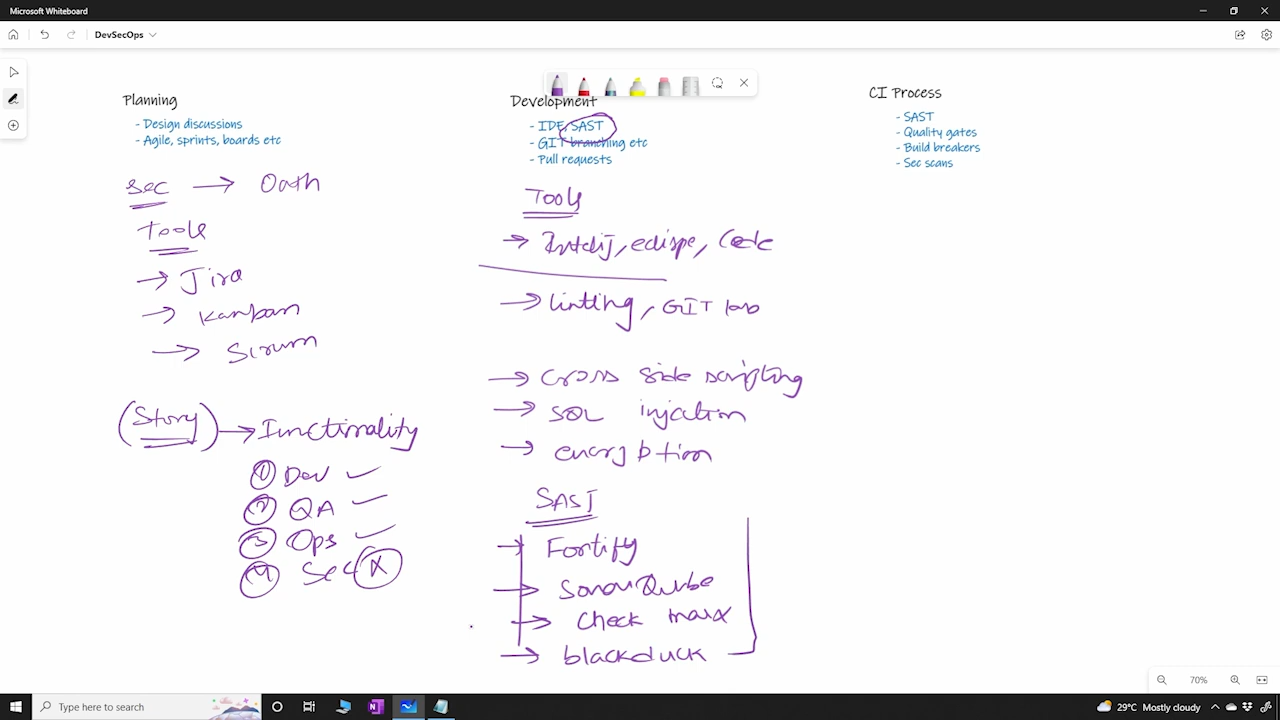 Microsoft Whiteboard
DevSecOps
Planning
- Design discussions
- Agile, sprints, boards etc
sec → Oath
Tools
→ Jira
→ Kanban
→ Scrum
(Story) → Functionality
① Dev ✓
② QA ✓
③ Ops ✓
④ Sec X
Development
- IDE, SAST
- GIT branching etc
- Pull requests
Tools
→ Intelij, eclipse, Code
→ lintting, GIT lab
→ Cross side scripting
→ SQL injection
→ encryption
SAST
→ Fortify
→ SonarQube
→ Check marx
→ blackduck
CI Process
- SAST
- Quality gates
- Build breakers
- Sec scans
70%
Type here to search
29°C Mostly cloudy